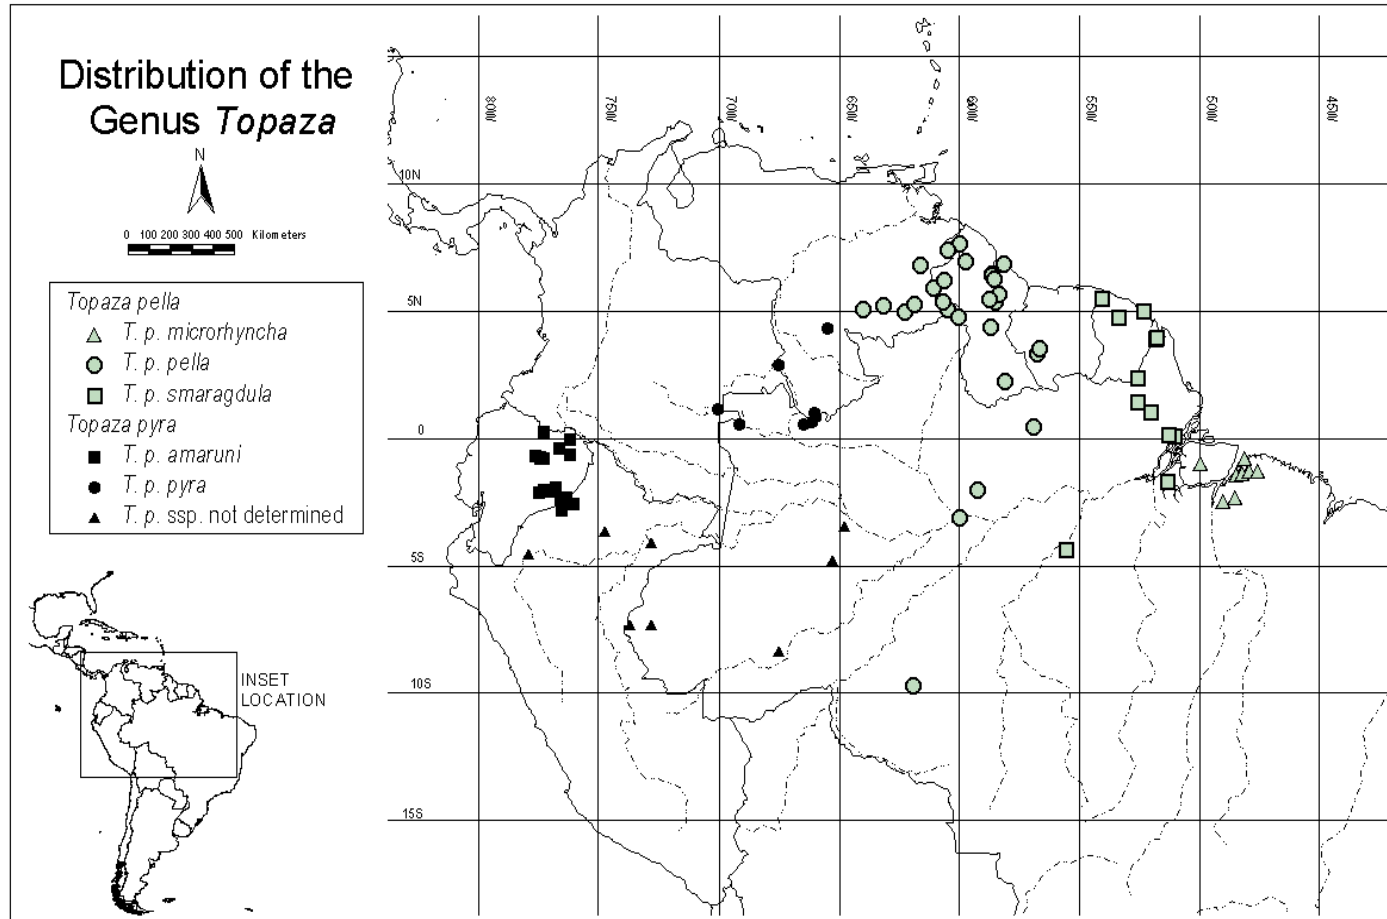 Distribution of the
Genus Topaza
N
0 100 200 300 400 500 Kilometers
Topaza pella
T. p. microrhyncha
T. p. pella
T. p. smaragdula
Topaza pyra
T. p. amaruni
T. p. pyra
T. p. ssp. not determined
INSET
LOCATION
80W
75W
70W
65W
60W
55W
50W
45W
10N
5N
0
5S
10S
15S